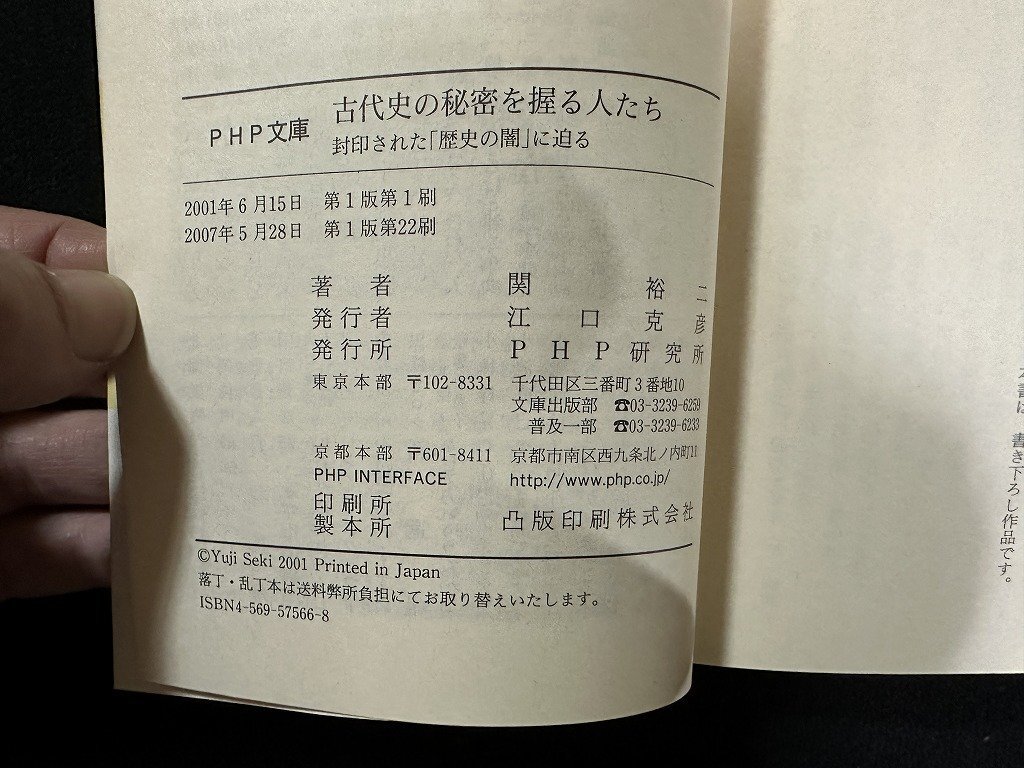 PHP文庫
古代史の秘密を握る人たち
封印された「歴史の闇」に迫る
2001年6月15日　第1版第1刷
2007年5月28日　第1版第22刷
著者　関裕二
発行者　江口克彦
発行所　PHP研究所
東京本部　〒102-8331　千代田区三番町3番地10
文庫出版部　☎03-3239-6259
普及一部　☎03-3239-6233
京都本部　〒601-8411　京都市南区西九条北ノ内町11
PHP INTERFACE　http://www.php.co.jp/
印刷所
製本所　凸版印刷株式会社
©Yuji Seki 2001 Printed in Japan
落丁・乱丁本は送料弊所負担にてお取り替えいたします。
ISBN4-569-57566-8
本書は、書き下ろし作品です。